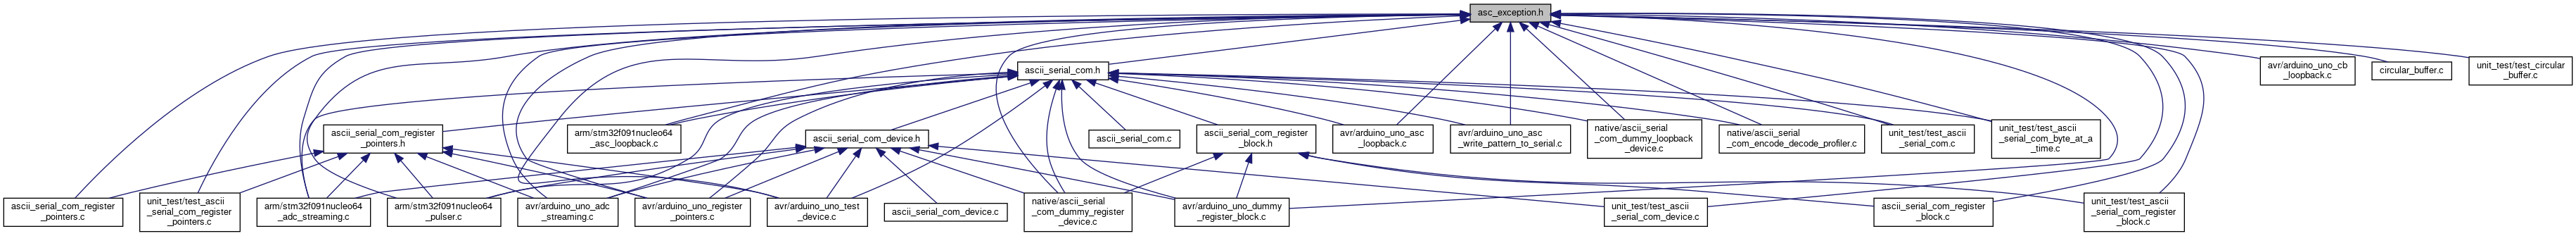 asc_exception.h
ascii_serial_com.h
avr/arduino_uno_cb
_loopback.c
circular_buffer.c
unit_test/test_circular
_buffer.c
ascii_serial_com_register
_pointers.h
arm/stm32f091nucleo64
_asc_loopback.c
ascii_serial_com_device.h
ascii_serial_com.c
ascii_serial_com_register
_block.h
avr/arduino_uno_asc
_loopback.c
avr/arduino_uno_asc
_write_pattern_to_serial.c
native/ascii_serial
_com_dummy_loopback
_device.c
native/ascii_serial
_com_encode_decode_profiler.c
unit_test/test_ascii
_serial_com.c
unit_test/test_ascii
_serial_com_byte_at_a
_time.c
ascii_serial_com_register
_pointers.c
unit_test/test_ascii
_serial_com_register
_pointers.c
arm/stm32f091nucleo64
_adc_streaming.c
arm/stm32f091nucleo64
_pulser.c
avr/arduino_uno_adc
_streaming.c
avr/arduino_uno_register
_pointers.c
avr/arduino_uno_test
_device.c
ascii_serial_com_device.c
native/ascii_serial
_com_dummy_register
_device.c
avr/arduino_uno_dummy
_register_block.c
unit_test/test_ascii
_serial_com_device.c
ascii_serial_com_register
_block.c
unit_test/test_ascii
_serial_com_register
_block.c